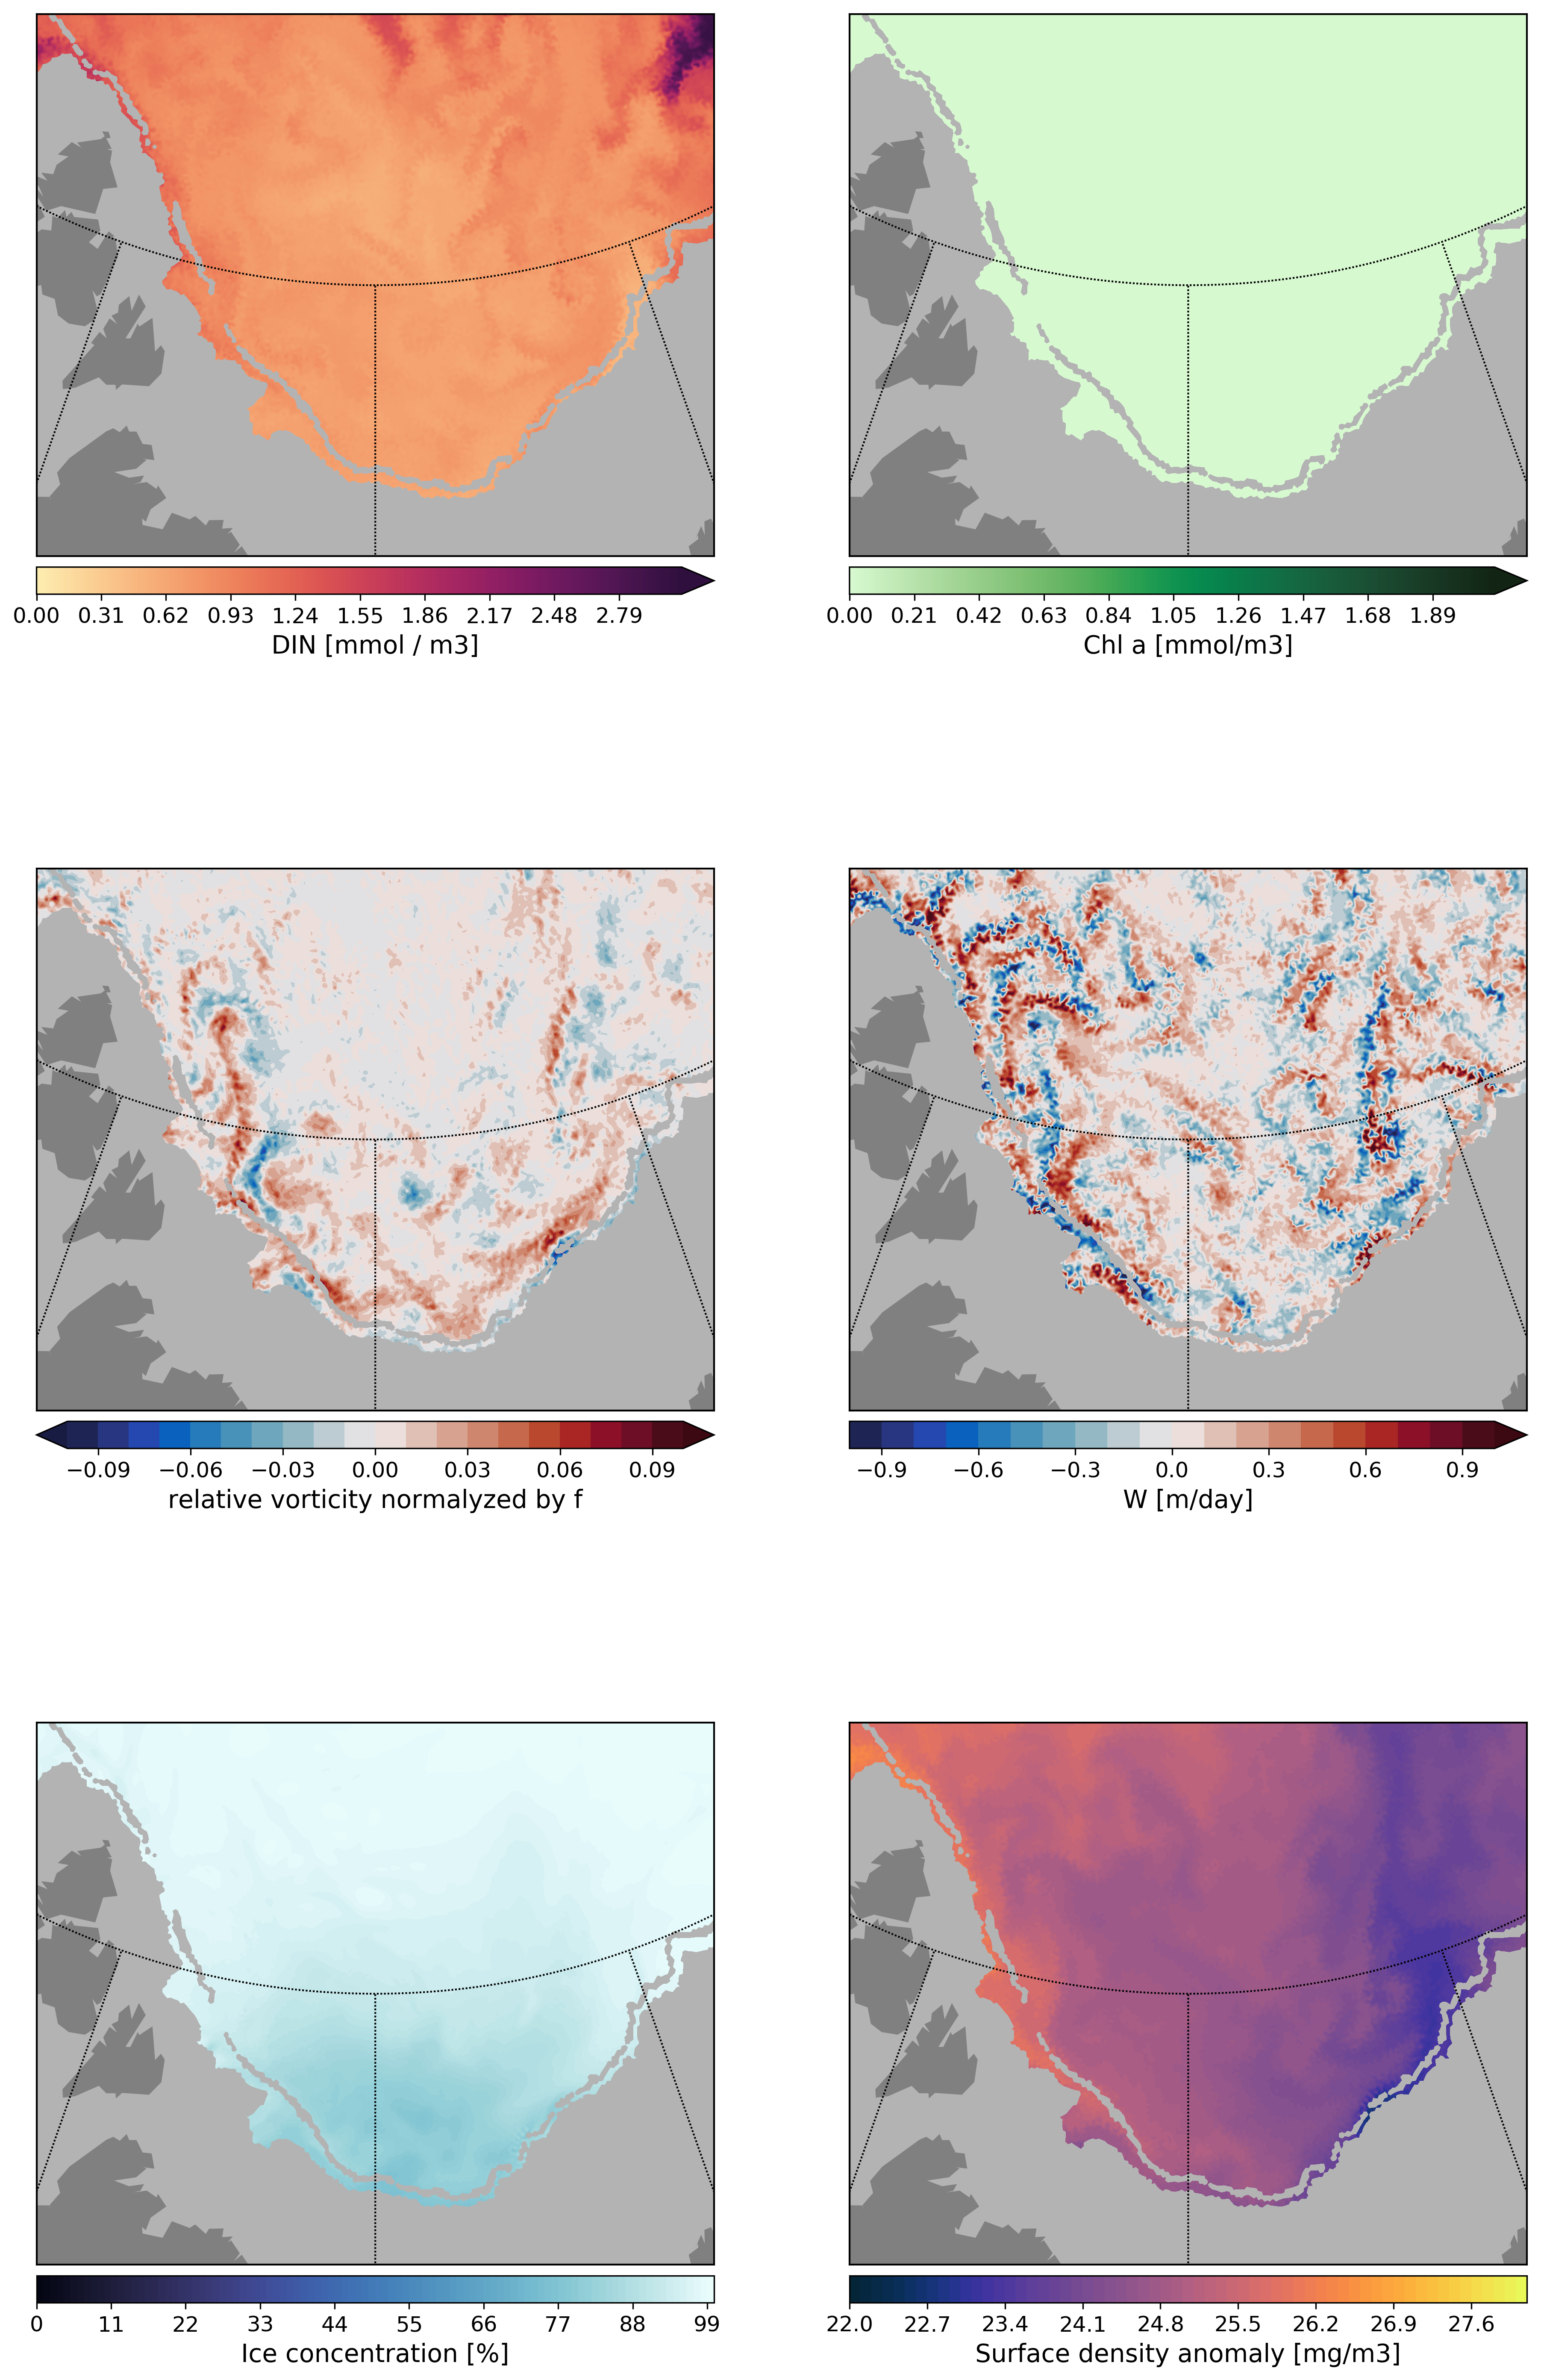 0.00 0.31 0.62 0.93 1.24 1.55 1.86 2.17 2.48 2.79
DIN [mmol / m3]
0.00 0.21 0.42 0.63 0.84 1.05 1.26 1.47 1.68 1.89
Chl a [mmol/m3]
−0.09 −0.06 −0.03 0.00 0.03 0.06 0.09
relative vorticity normalyzed by f
−0.9 −0.6 −0.3 0.0 0.3 0.6 0.9
W [m/day]
0 11 22 33 44 55 66 77 88 99
Ice concentration [%]
22.0 22.7 23.4 24.1 24.8 25.5 26.2 26.9 27.6
Surface density anomaly [mg/m3]